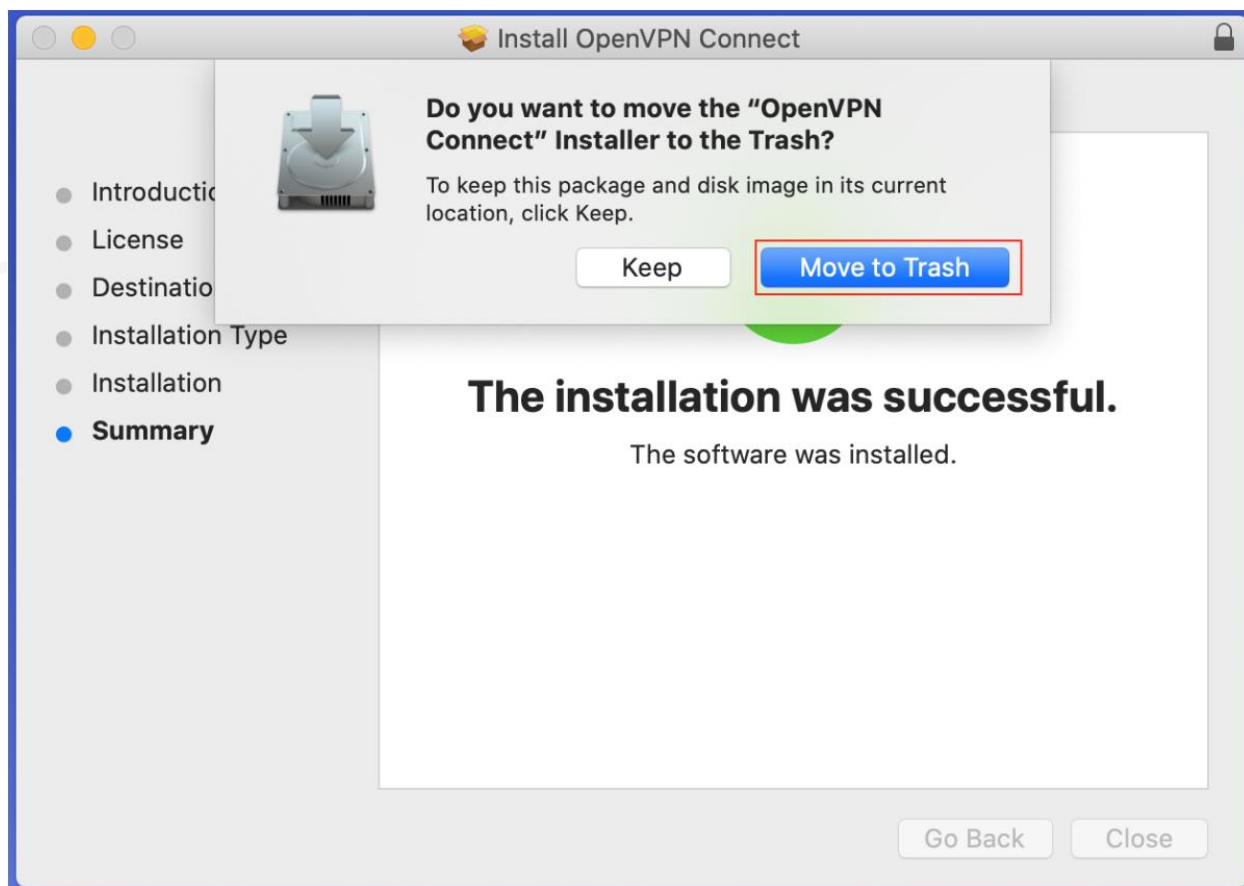 Install OpenVPN Connect
Do you want to move the “OpenVPN
Connect” Installer to the Trash?
To keep this package and disk image in its current
location, click Keep.
Keep
Move to Trash
License
Installation Type
Installation
Summary
The installation was successful.
The software was installed.
Go Back
Close